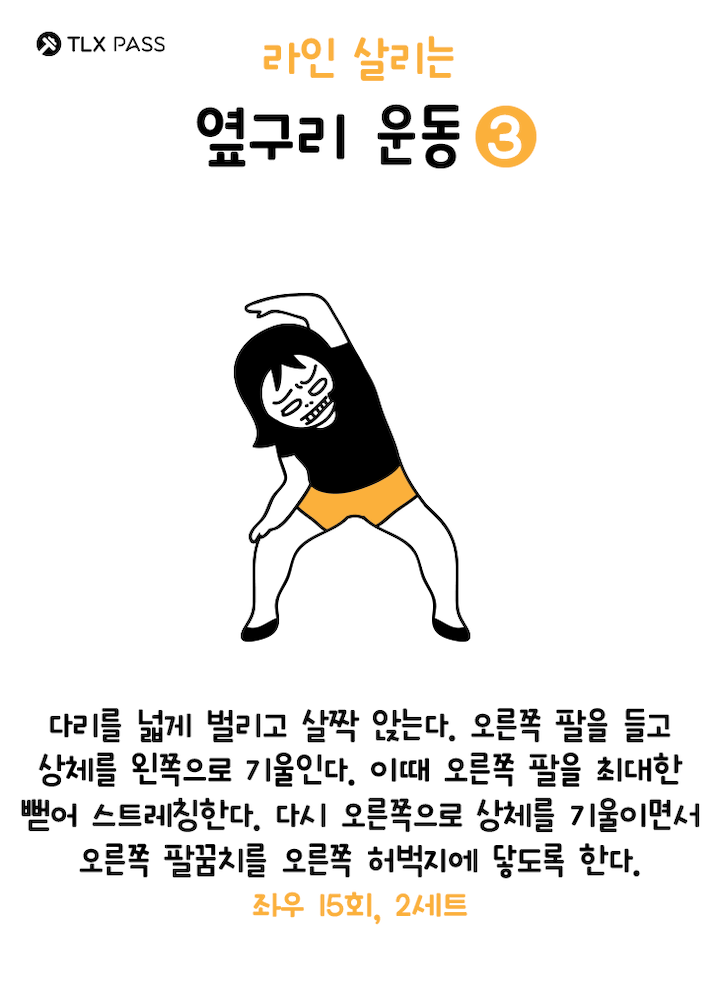 TLX PASS
라인 살리는
옆구리 운동 3
다리를 넓게 벌리고 살짝 앉는다. 오른쪽 팔을 들고
상체를 왼쪽으로 기울인다. 이때 오른쪽 팔을 최대한
뻗어 스트레칭한다. 다시 오른쪽으로 상체를 기울이면서
오른쪽 팔꿈치를 오른쪽 허벅지에 닿도록 한다.
좌우 15회, 2세트